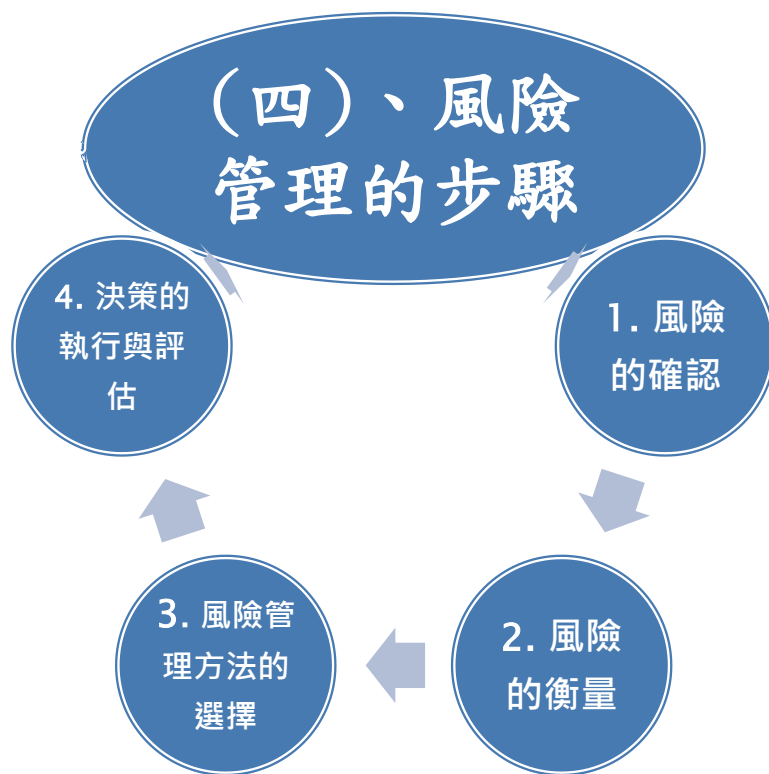 （四）、風險
管理的步驟
1. 風險
的確認
2. 風險
的衡量
3. 風險管
理方法的
選擇
4. 決策的
執行與評
估